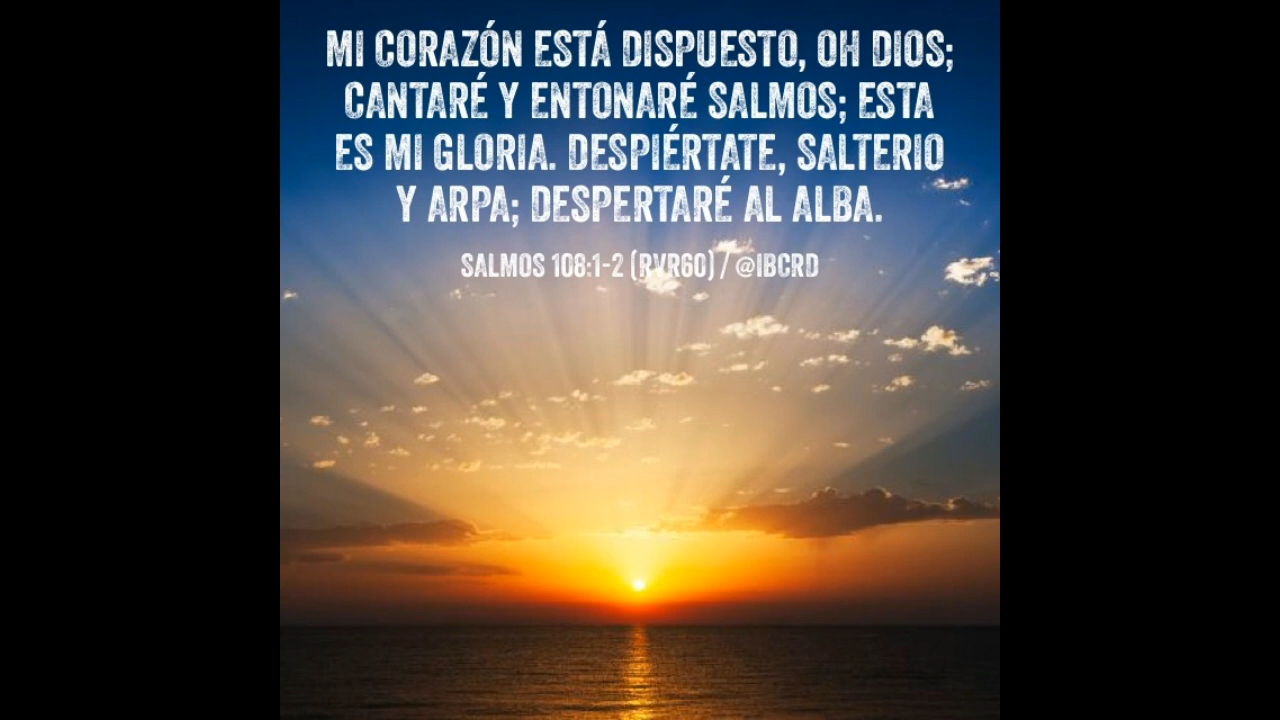 MI CORAZÓN ESTÁ DISPUESTO, OH DIOS;
CANTARÉ Y ENTONARÉ SALMOS; ESTA
ES MI GLORIA. DESPIÉRTATE, SALTERIO
Y ARPA; DESPERTARÉ AL ALBA.
SALMOS 108:1-2 (RVR60) / @IBCRD